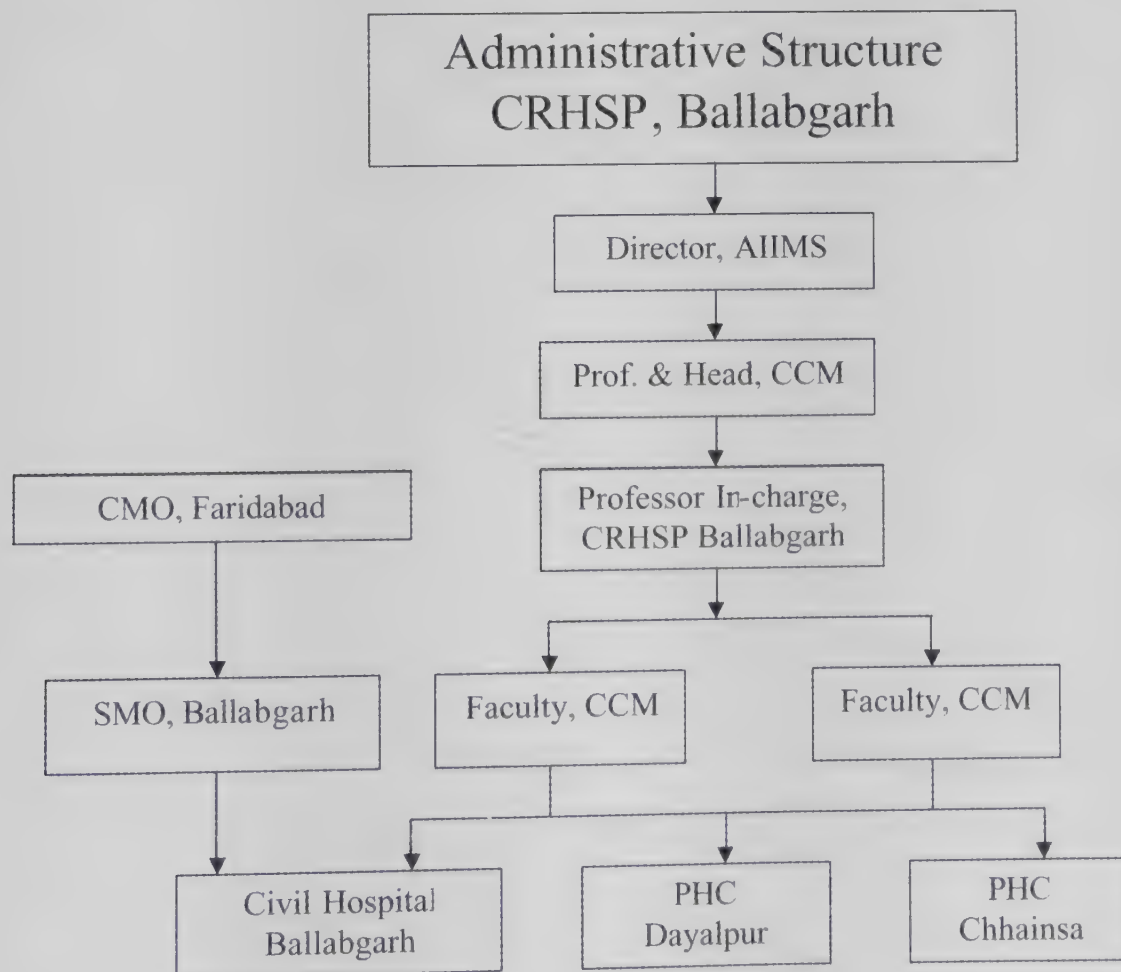 Administrative Structure
CRHSP, Ballabgarh
Director, AIIMS
Prof. & Head, CCM
CMO, Faridabad
Professor In-charge,
CRHSP Ballabgarh
SMO, Ballabgarh
Faculty, CCM
Faculty, CCM
Civil Hospital
Ballabgarh
PHC
Dayalpur
PHC
Chhainsa